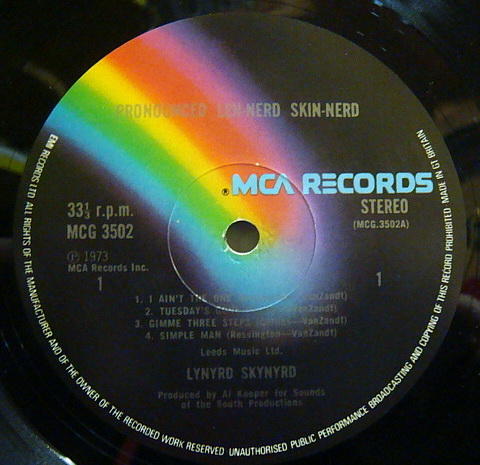 PRONOUNCED LEH-NERD SKIN-NERD
® MCA RECORDS
33⅓ r.p.m.
MCG 3502
STEREO
(MCG.3502A)
Ⓟ 1973
MCA Records Inc.
1
1
1. I AIN'T THE ONE VanZandt)
2. TUESDAY'S GONE VanZandt)
3. GIMME THREE STEPS VanZandt)
4. SIMPLE MAN (Rossington—VanZandt)
Leeds Music Ltd.
LYNYRD SKYNYRD
Produced by Al Kooper for Sounds
of the South Productions
EMI RECORDS LTD ALL RIGHTS OF THE MANUFACTURER AND OF THE OWNER OF THE RECORDED WORK RESERVED UNAUTHORISED PUBLIC PERFORMANCE BROADCASTING AND COPYING OF THIS RECORD PROHIBITED MADE IN GT BRITAIN